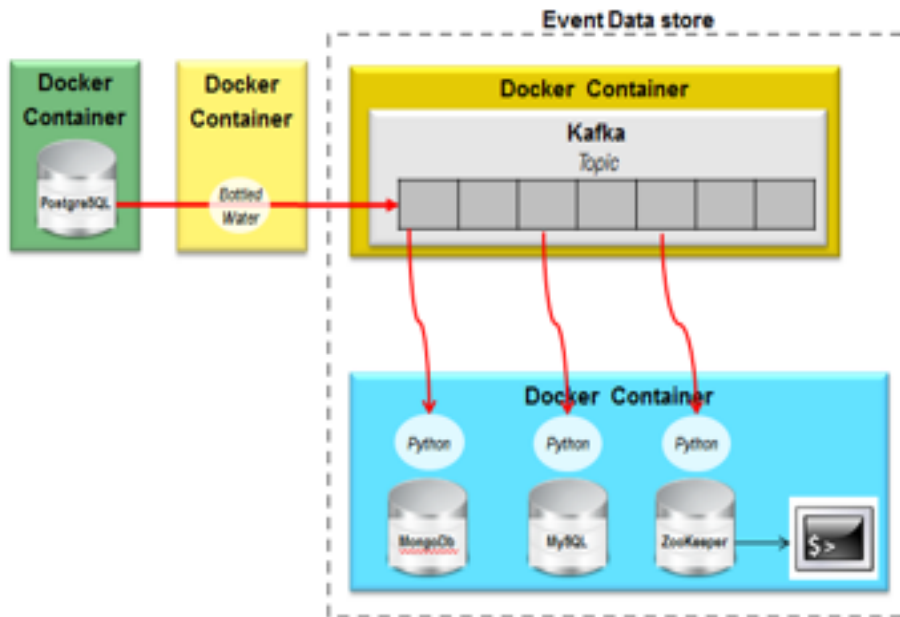 Event Data store
Docker
Container
PostgreSQL
Docker
Container
Bottled
Water
Docker Container
Kafka
Topic
Docker Container
Python
Python
Python
MongoDb
MySQL
ZooKeeper
$>